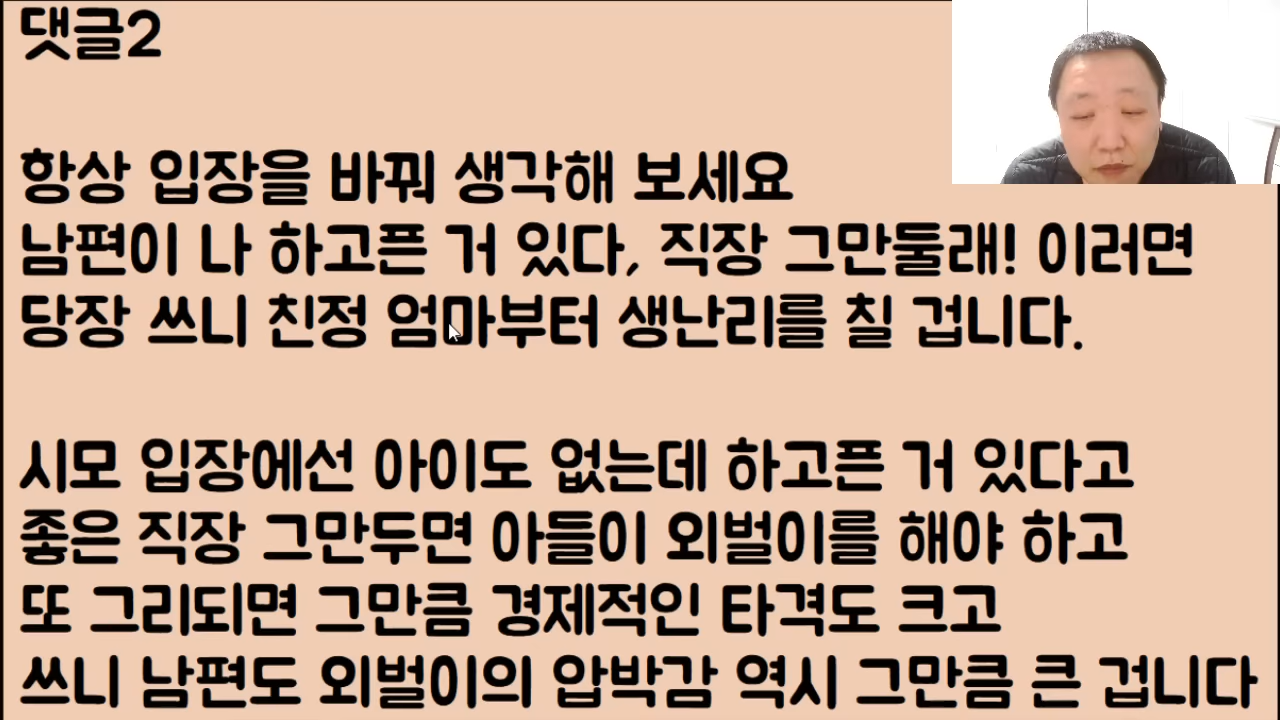 댓글2
항상 입장을 바꿔 생각해 보세요
남편이 나 하고픈 거 있다, 직장 그만둘래! 이러면
당장 쓰니 친정 엄마부터 생난리를 칠 겁니다.
시모 입장에선 아이도 없는데 하고픈 거 있다고
좋은 직장 그만두면 아들이 외벌이를 해야 하고
또 그리되면 그만큼 경제적인 타격도 크고
쓰니 남편도 외벌이의 압박감 역시 그만큼 큰 겁니다